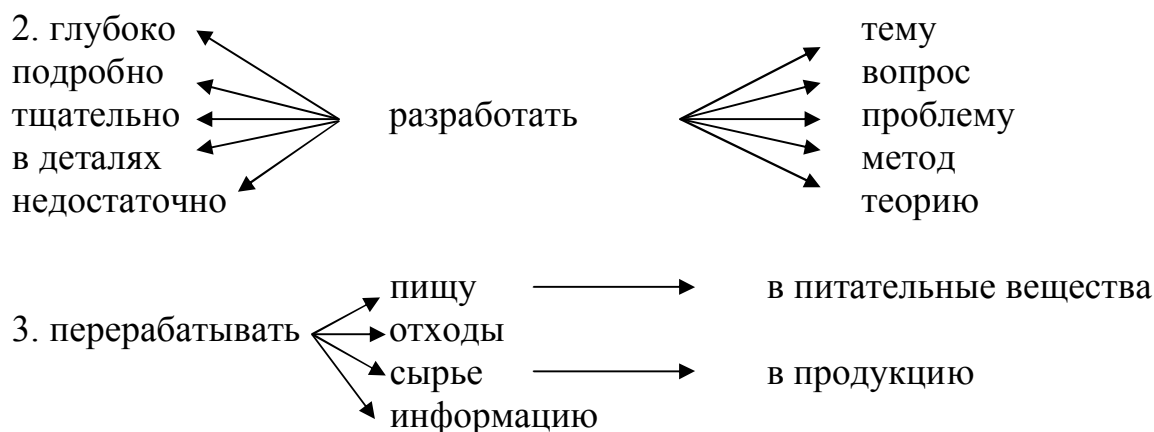 2. глубоко тему
подробно вопрос
тщательно разработать проблему
в деталях метод
недостаточно теорию
пищу в питательные вещества
3. перерабатывать отходы
сырье в продукцию
информацию